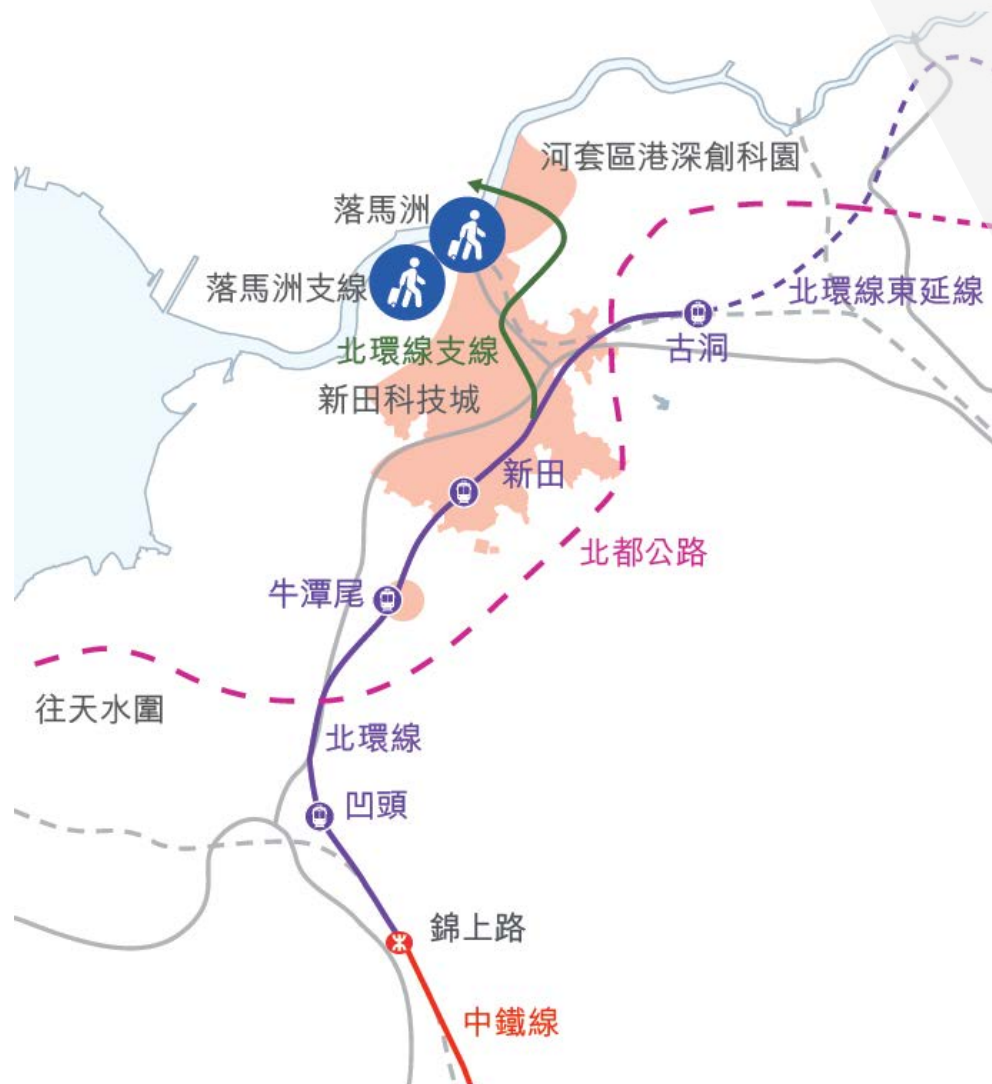 河套區港深創科園
落馬洲
落馬洲支線
北環線東延線
古洞
北環線支線
新田科技城
新田
北都公路
牛潭尾
往天水圍
北環線
凹頭
錦上路
中鐵線